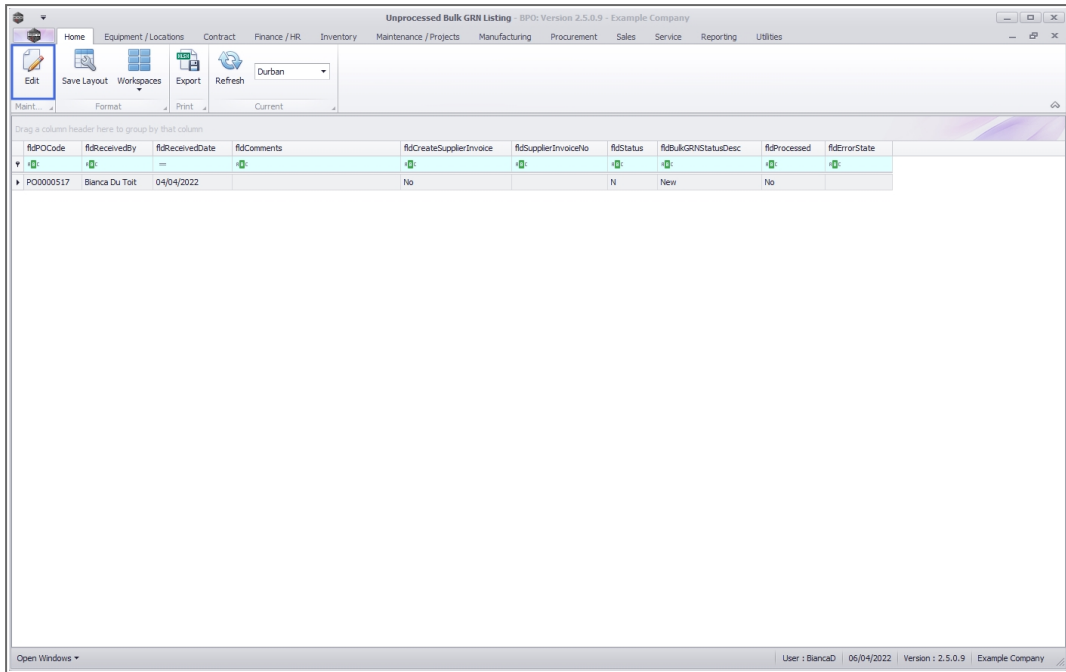 Unprocessed Bulk GRN Listing - BPO: Version 2.5.0.9 - Example Company
Home Equipment / Locations Contract Finance / HR Inventory Maintenance / Projects Manufacturing Procurement Sales Service Reporting Utilities
Edit Save Layout Workspaces Export Refresh Durban
Maint... Format Print Current
Drag a column header here to group by that column
fldPOCode fldReceivedBy fldReceivedDate fldComments fldCreateSupplierInvoice fldSupplierInvoiceNo fldStatus fldBulkGRNStatusDesc fldProcessed fldErrorState
PO0000517 Bianca Du Toit 04/04/2022 No N New No
Open Windows User : BiancaD 06/04/2022 Version : 2.5.0.9 Example Company